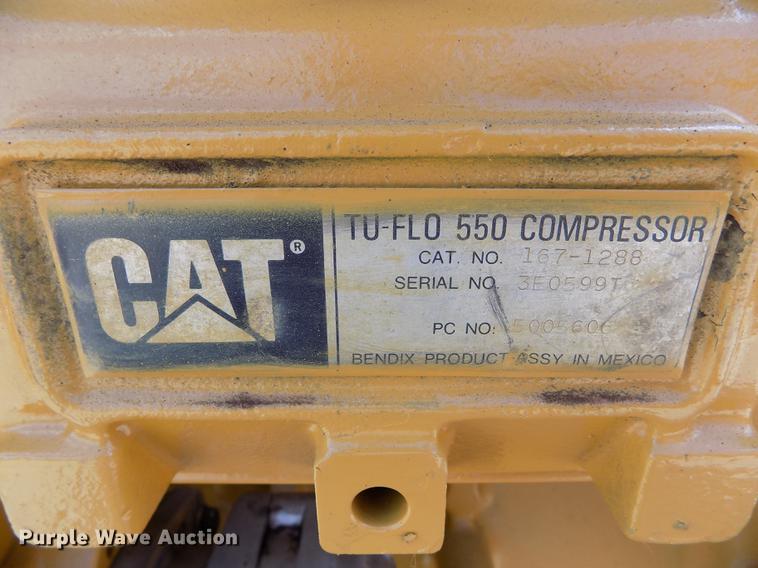 CAT®
TU-FLO 550 COMPRESSOR
CAT. NO. 167-1288
SERIAL NO. 3E0599T
PC NO:
BENDIX PRODUCT ASSY IN MEXICO
Purple Wave Auction